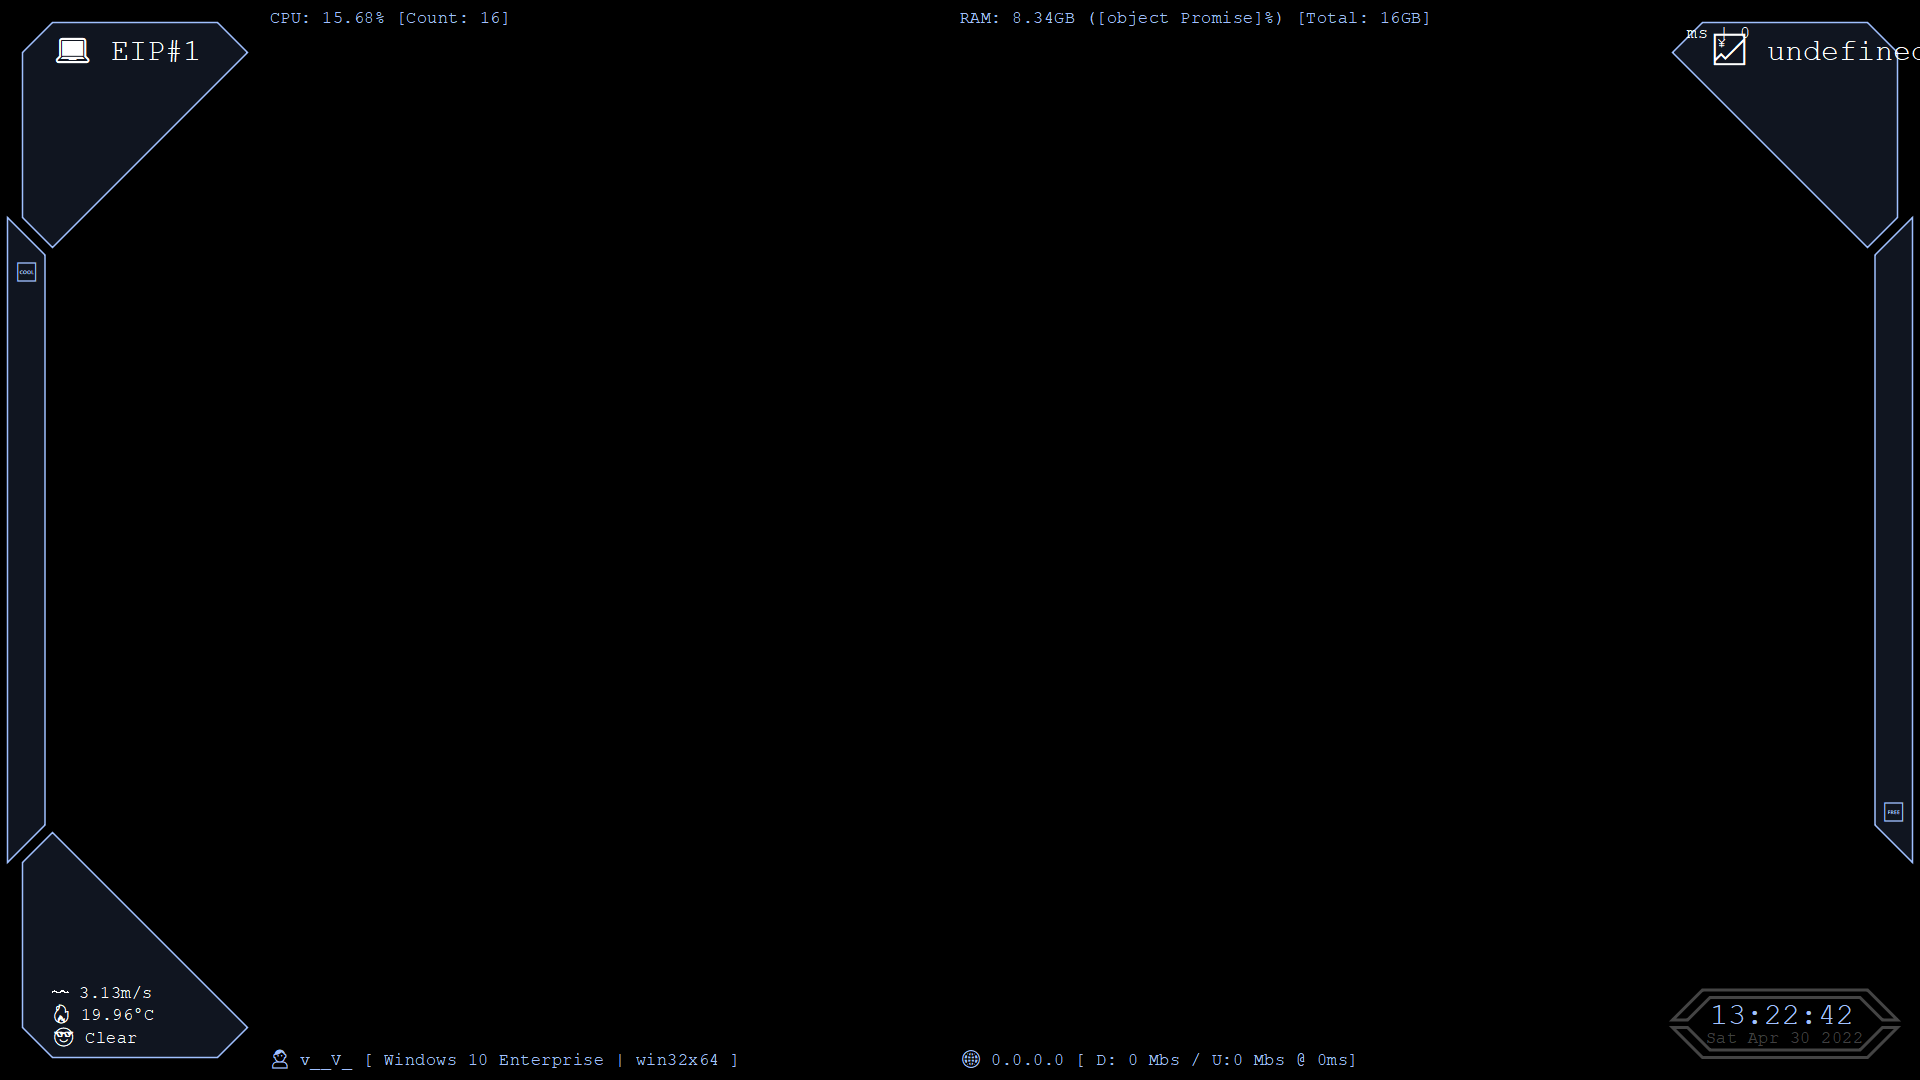 CPU: 15.68% [Count: 16]
RAM: 8.34GB ([object Promise]%) [Total: 16GB]
EIP#1
ms | 0
undefined
COOL
FREE
3.13m/s
19.96°C
Clear
13:22:42
Sat Apr 30 2022
v__V_ [ Windows 10 Enterprise | win32x64 ]
0.0.0.0 [ D: 0 Mbs / U:0 Mbs @ 0ms]